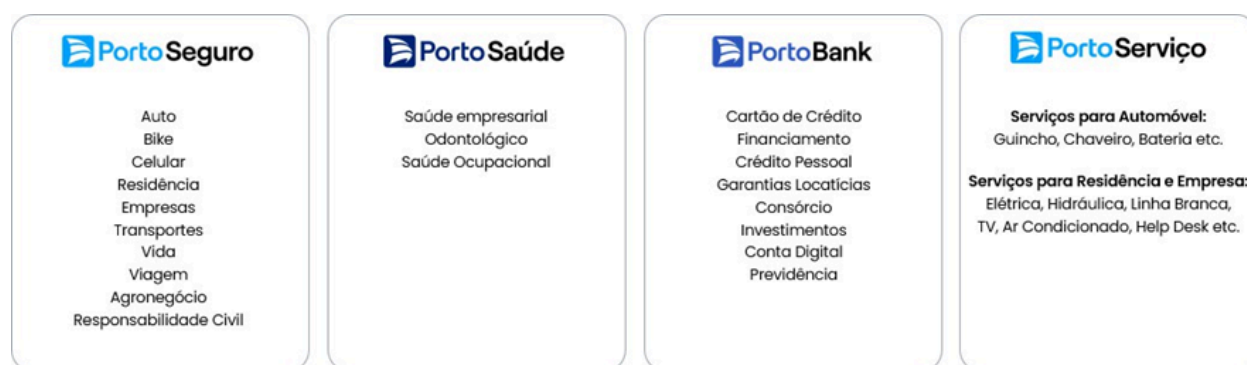 PortoSeguro
Auto
Bike
Celular
Residência
Empresas
Transportes
Vida
Viagem
Agronegócio
Responsabilidade Civil
PortoSaúde
Saúde empresarial
Odontológico
Saúde Ocupacional
PortoBank
Cartão de Crédito
Financiamento
Crédito Pessoal
Garantias Locatícias
Consórcio
Investimentos
Conta Digital
Previdência
PortoServiço
Serviços para Automóvel:
Guincho, Chaveiro, Bateria etc.
Serviços para Residência e Empresa:
Elétrica, Hidráulica, Linha Branca,
TV, Ar Condicionado, Help Desk etc.